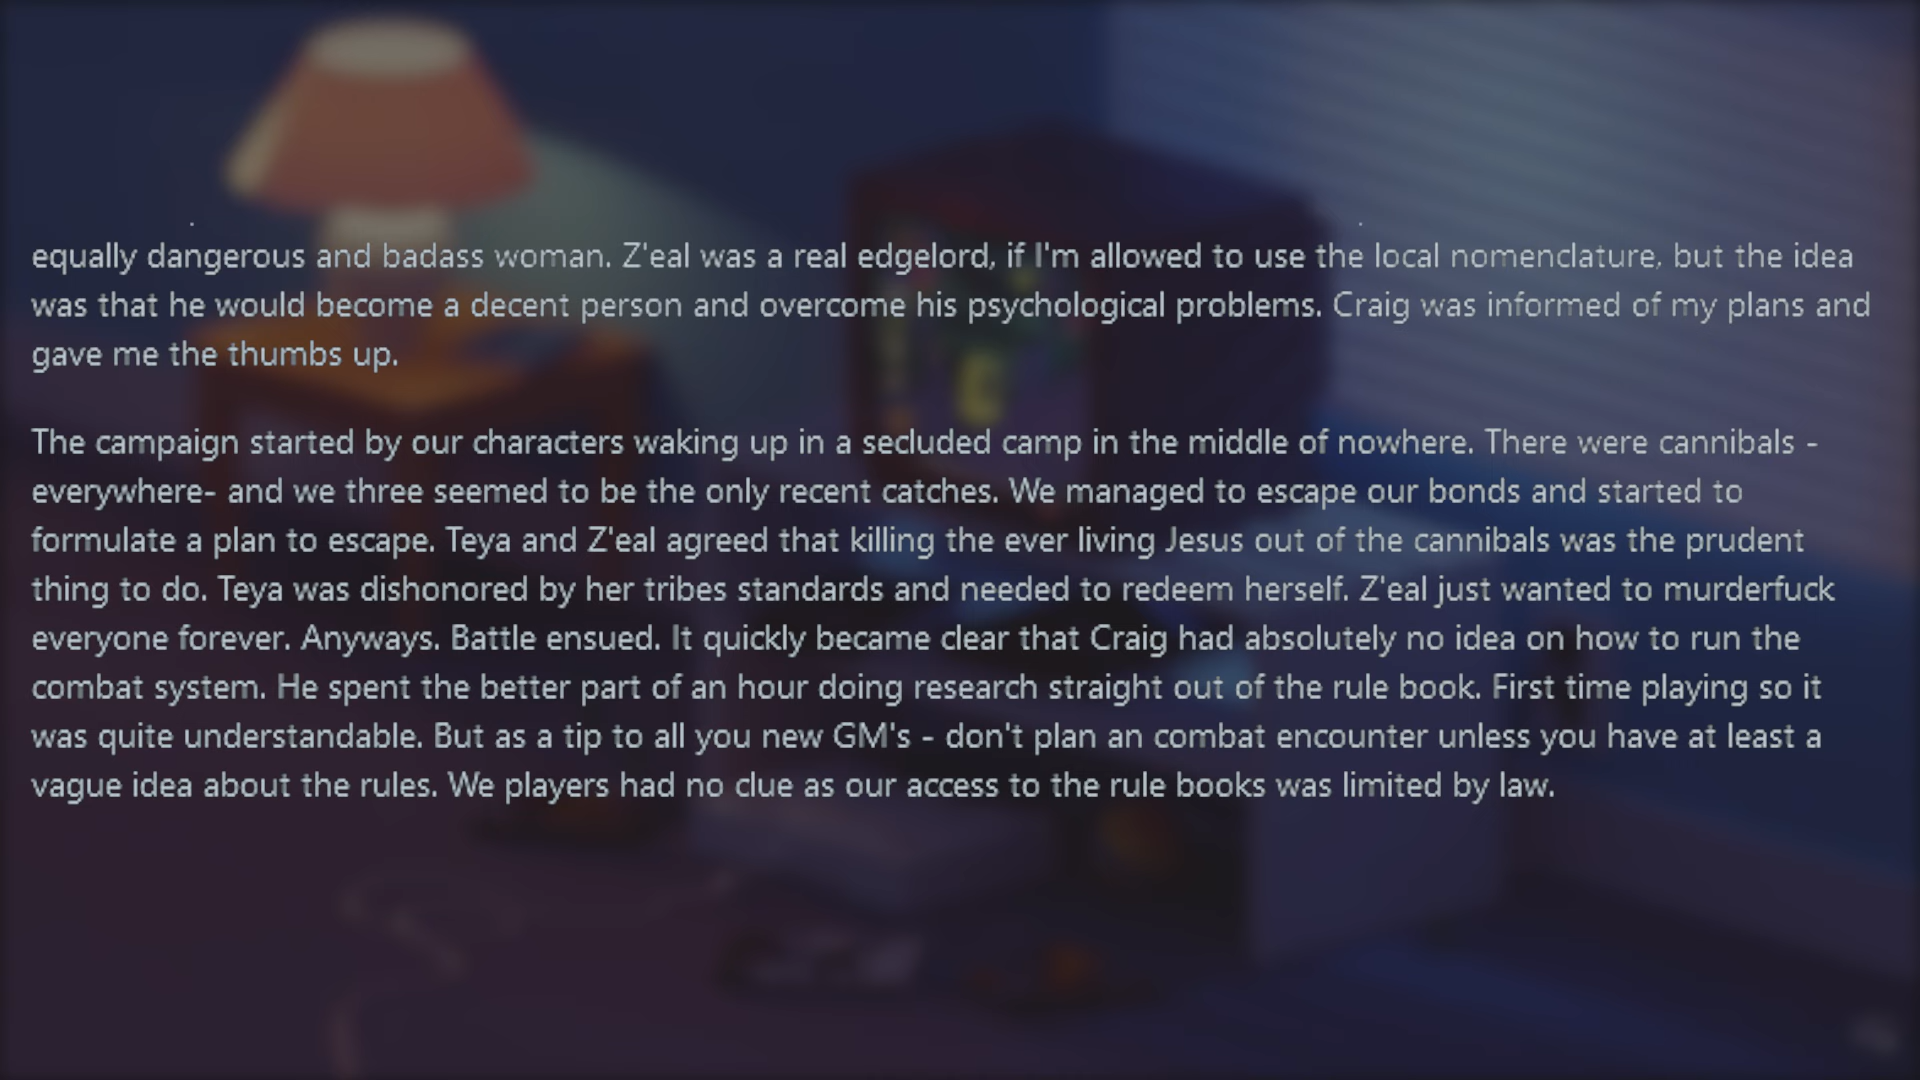 equally dangerous and badass woman. Z'eal was a real edgelord, if I'm allowed to use the local nomenclature, but the idea
was that he would become a decent person and overcome his psychological problems. Craig was informed of my plans and
gave me the thumbs up.
The campaign started by our characters waking up in a secluded camp in the middle of nowhere. There were cannibals -
everywhere- and we three seemed to be the only recent catches. We managed to escape our bonds and started to
formulate a plan to escape. Teya and Z'eal agreed that killing the ever living Jesus out of the cannibals was the prudent
thing to do. Teya was dishonored by her tribes standards and needed to redeem herself. Z'eal just wanted to murderfuck
everyone forever. Anyways. Battle ensued. It quickly became clear that Craig had absolutely no idea on how to run the
combat system. He spent the better part of an hour doing research straight out of the rule book. First time playing so it
was quite understandable. But as a tip to all you new GM's - don't plan an combat encounter unless you have at least a
vague idea about the rules. We players had no clue as our access to the rule books was limited by law.